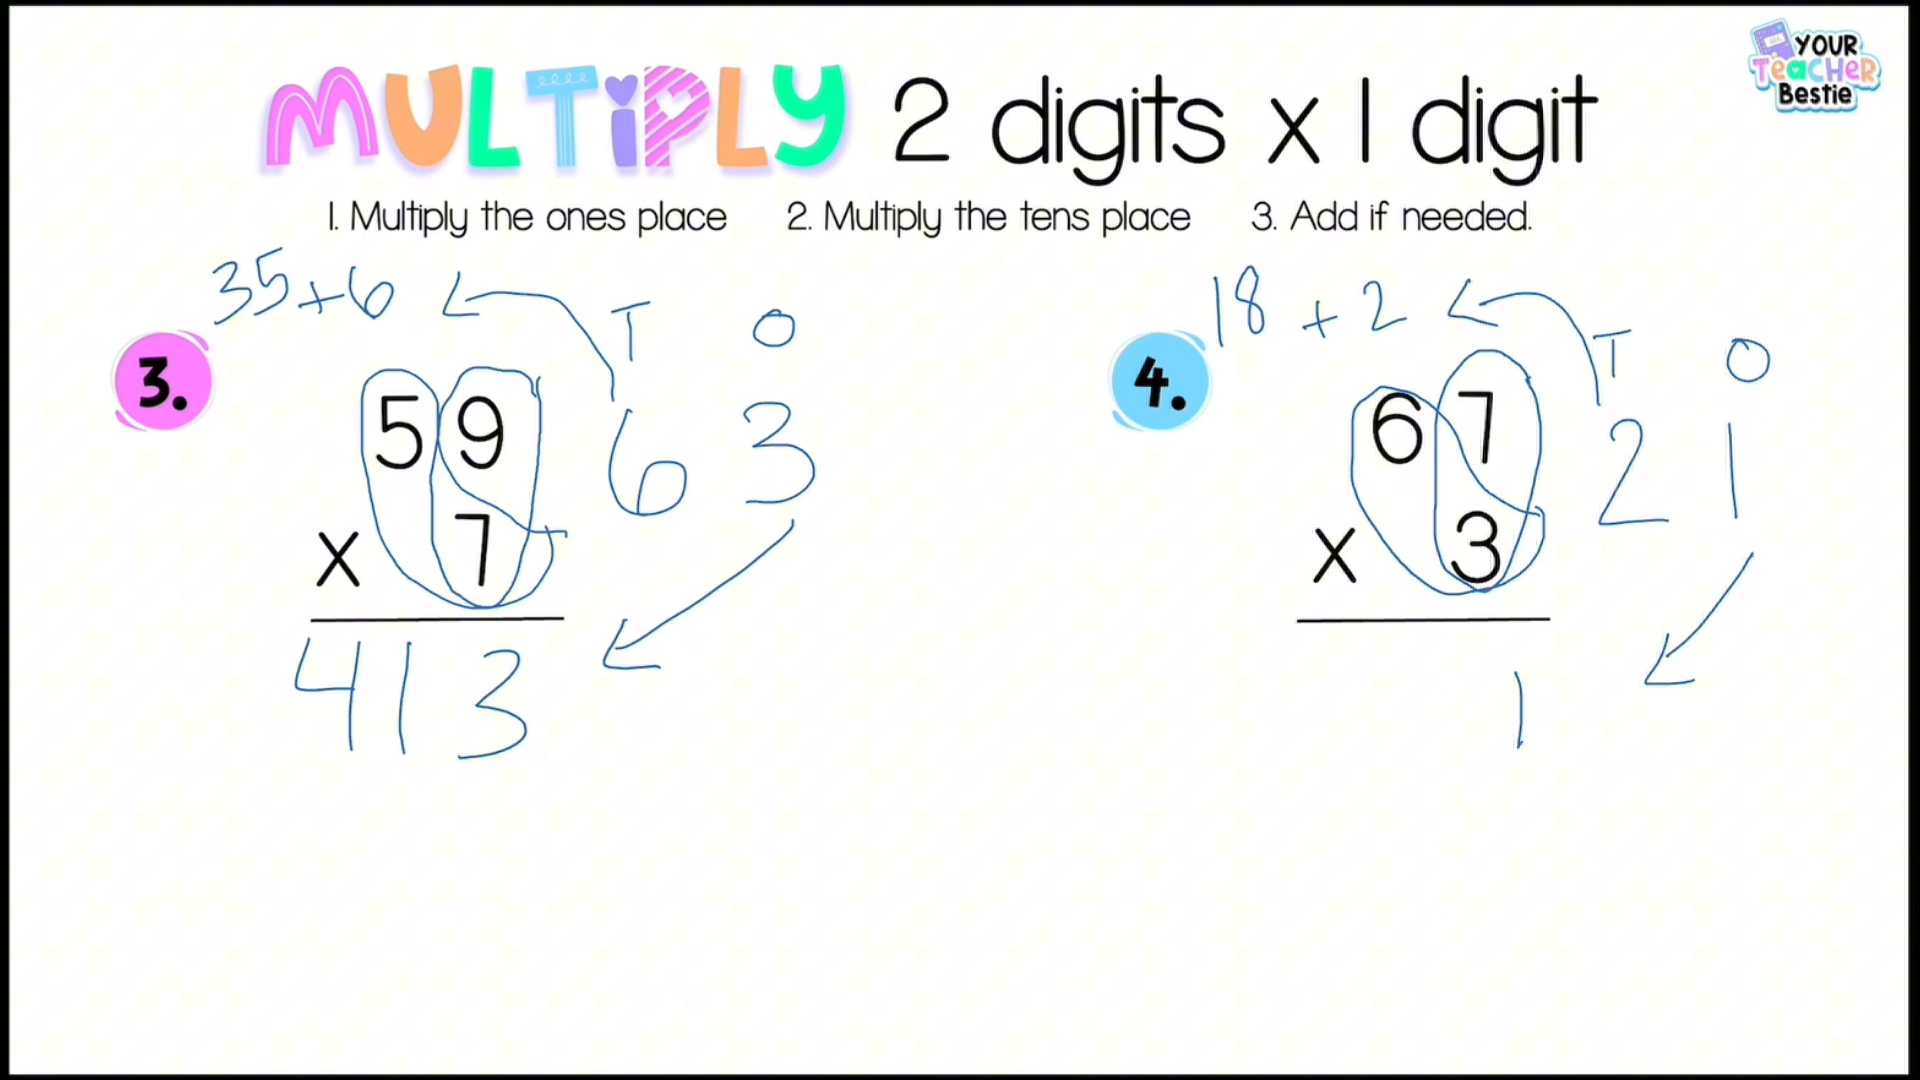 MULTiPLY 2 digits x 1 digit
YOUR
TEACHER
Bestie
1. Multiply the ones place 2. Multiply the tens place 3. Add if needed.
35+6
T O
3.
59 6 3
x 7
413
18 + 2
T O
4.
67 2 1
x 3
1